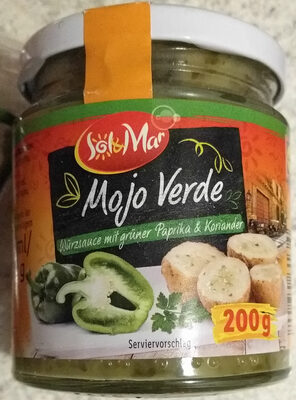 Sol&Mar
Mojo Verde
Würzsauce mit grüner Paprika & Koriander
200g
Serviervorschlag